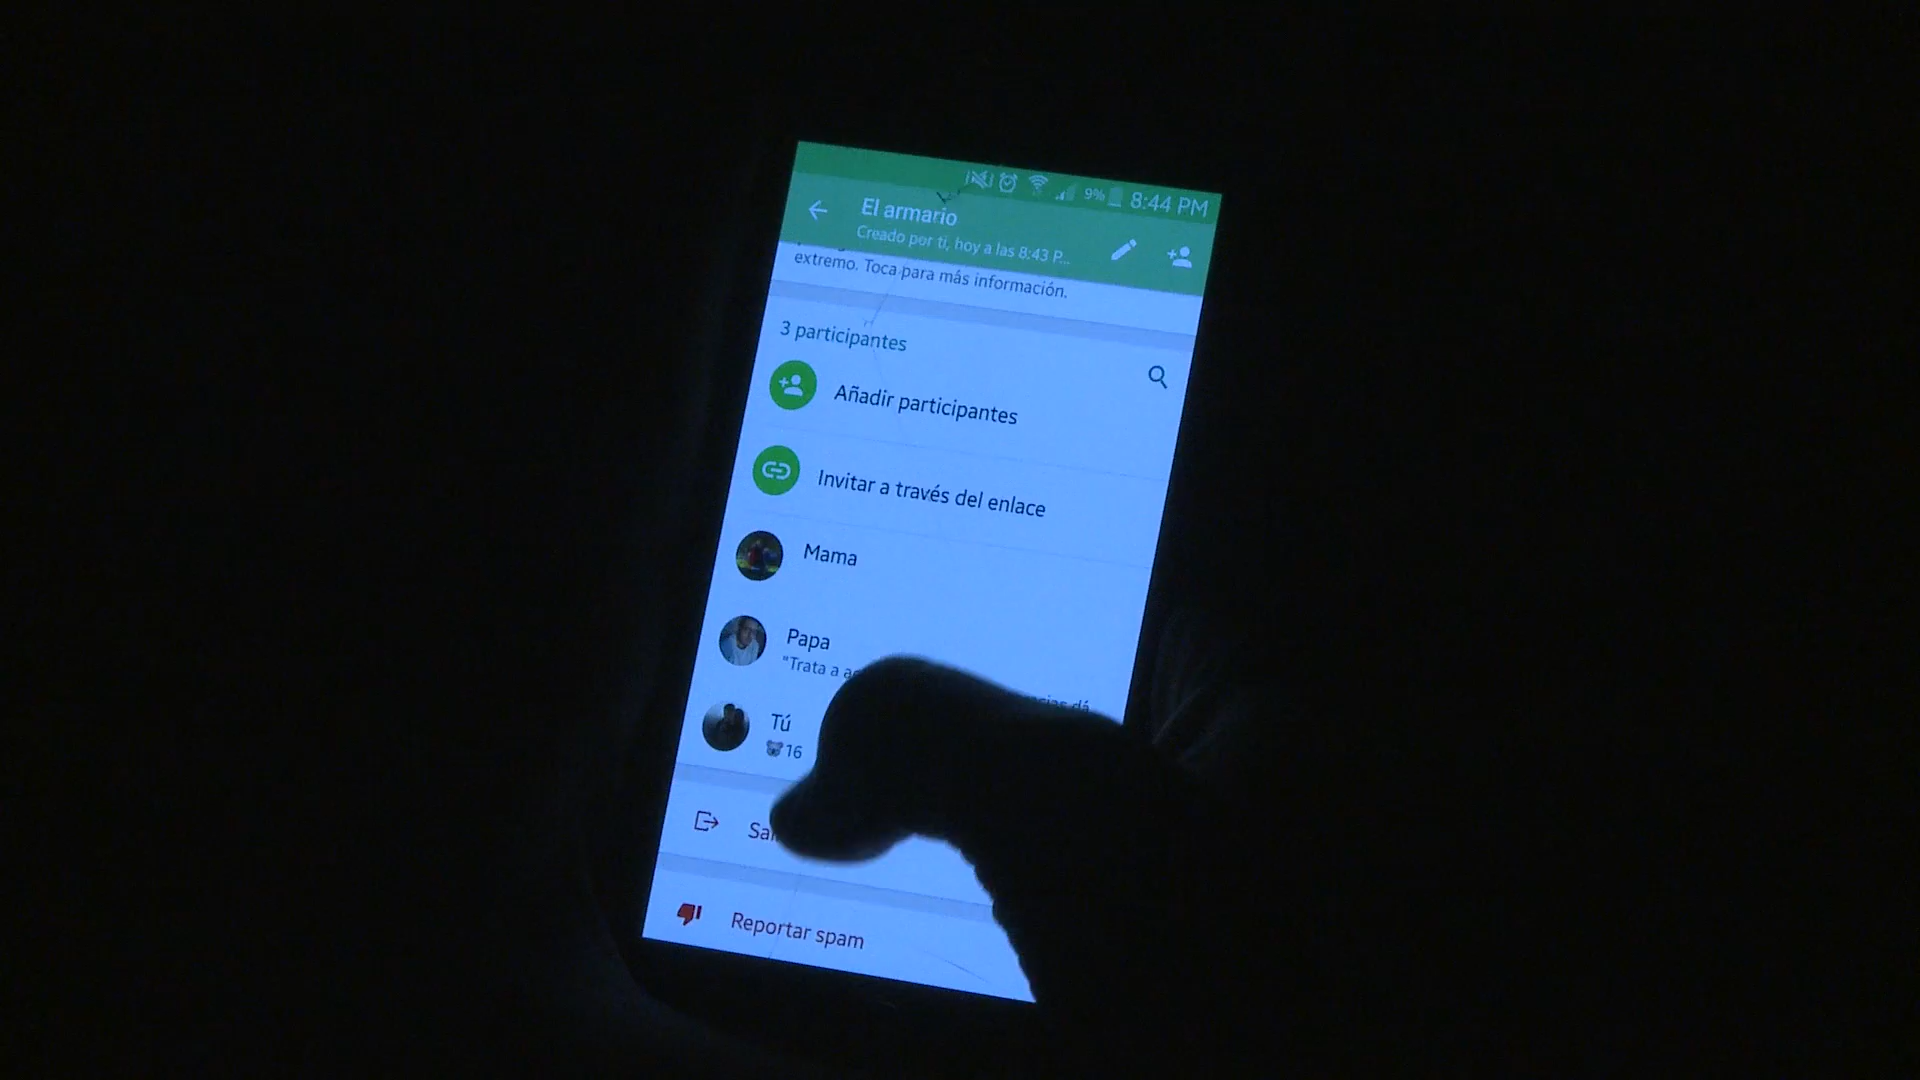 9% 8:44 PM
El armario
Creado por ti, hoy a las 8:43 P...
extremo. Toca para más información.
3 participantes
Añadir participantes
Invitar a través del enlace
Mama
Papa
"Trata a
dá
Tú
🐨16
Reportar spam